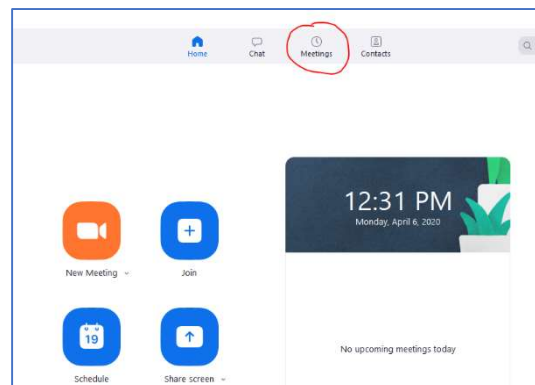 Home
Chat
Meetings
Contacts
12:31 PM
Monday, April 6, 2020
New Meeting
Join
19
Schedule
Share screen
No upcoming meetings today